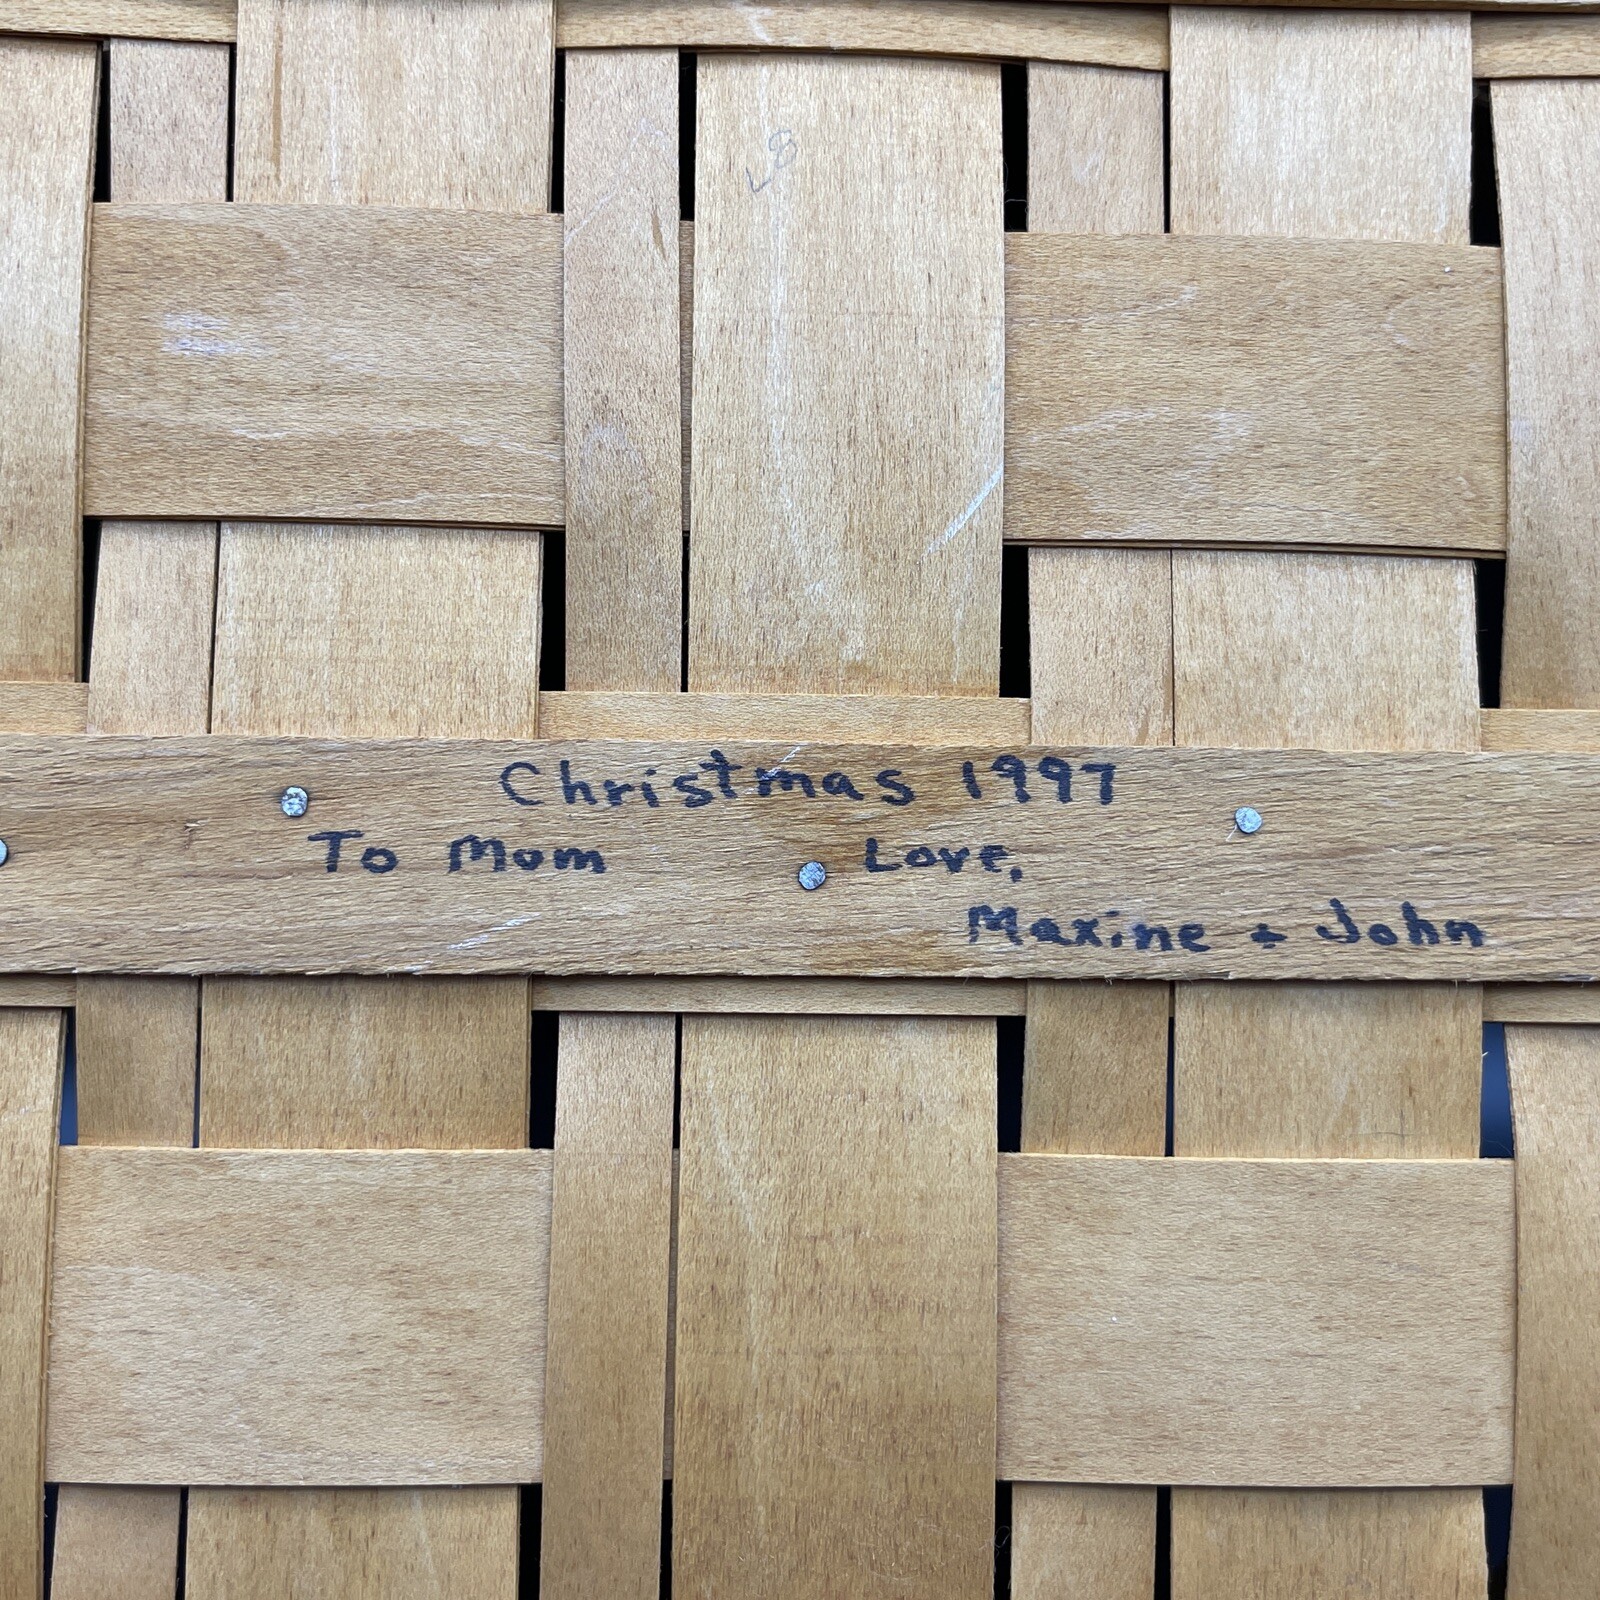 Christmas 1997
To Mom Love,
Maxine + John